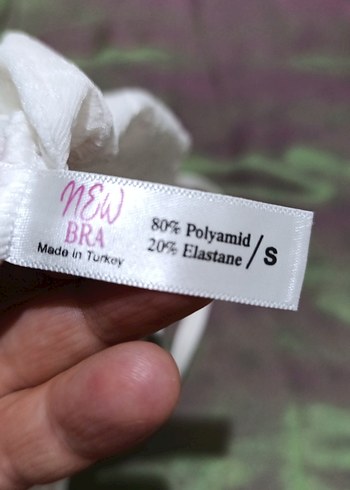 new
BRA
Made in Turkey
80% Polyamid
20% Elastane
/S